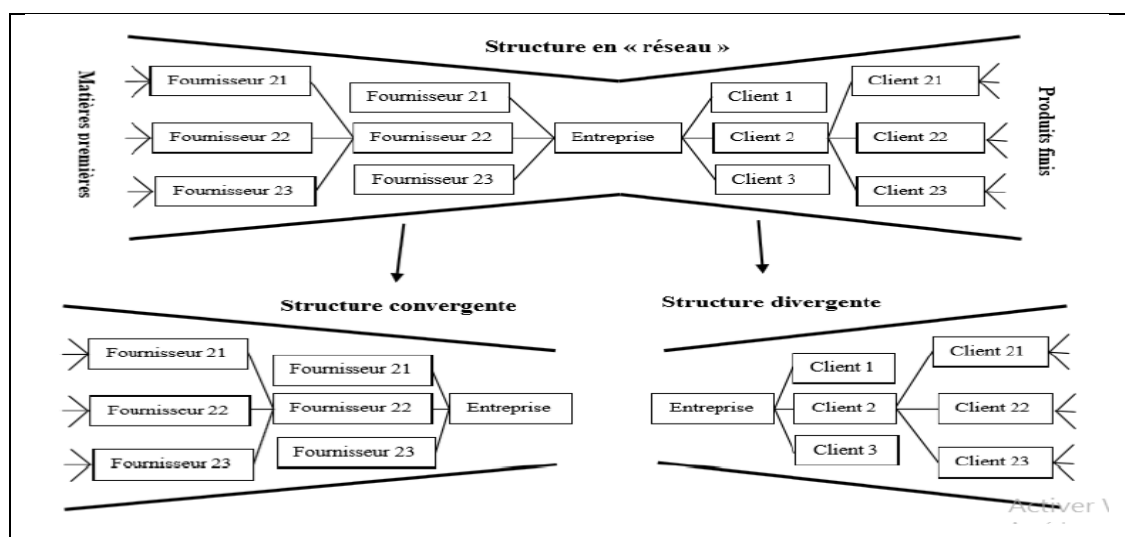 Structure en « réseau »
Matières premières
Fournisseur 21
Fournisseur 22
Fournisseur 23
Fournisseur 21
Fournisseur 22
Fournisseur 23
Entreprise
Client 1
Client 2
Client 3
Client 21
Client 22
Client 23
Produits finis
Structure convergente
Fournisseur 21
Fournisseur 22
Fournisseur 23
Fournisseur 21
Fournisseur 22
Fournisseur 23
Entreprise
Structure divergente
Entreprise
Client 1
Client 2
Client 3
Client 21
Client 22
Client 23
Activer